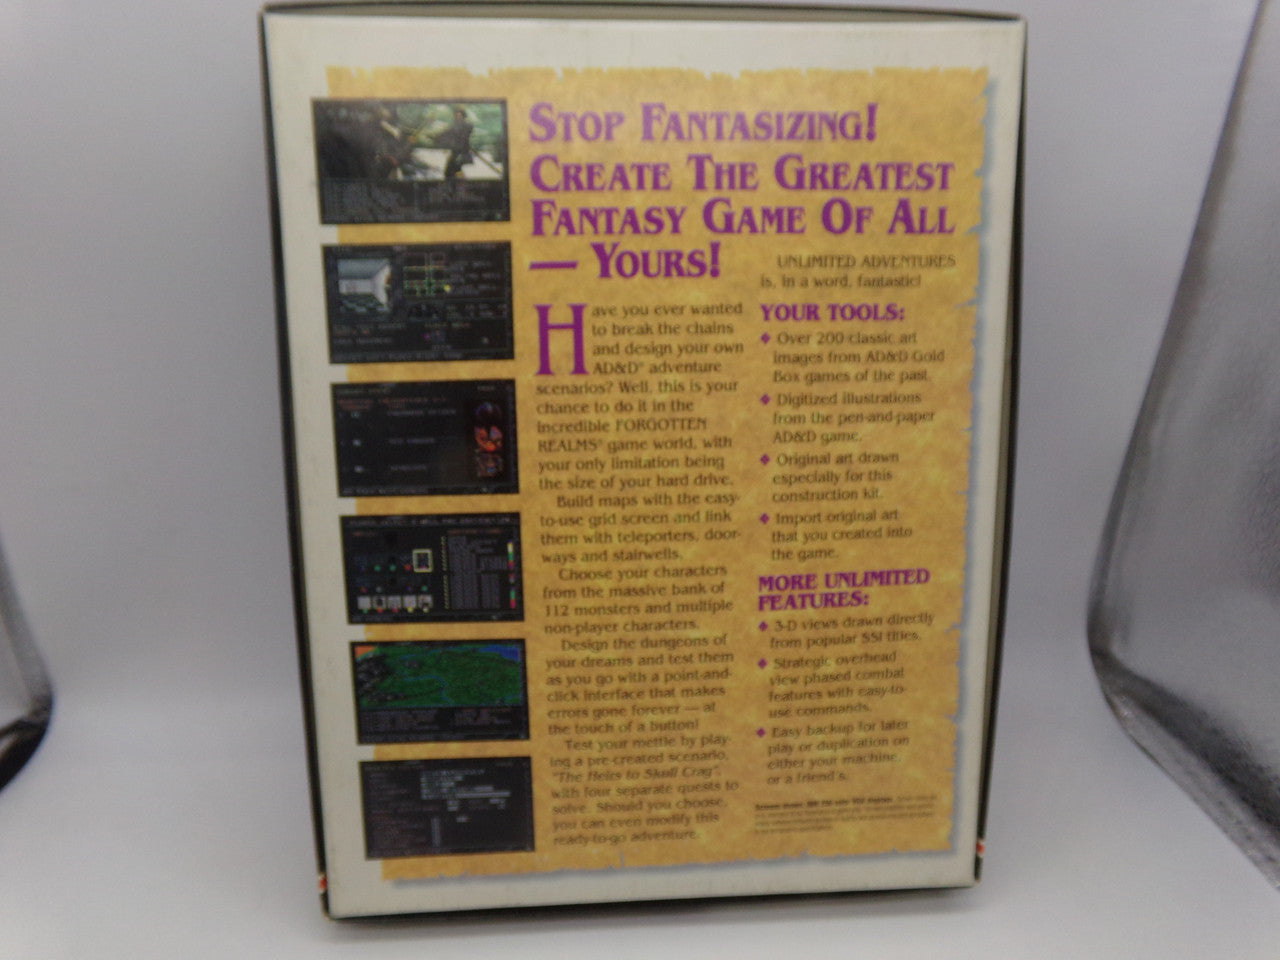 STOP FANTASIZING!
CREATE THE GREATEST
FANTASY GAME OF ALL
— YOURS!
Have you ever wanted
to break the chains
and design your own
AD&D® adventure
scenarios? Well, this is your
chance to do it in the
incredible FORGOTTEN
REALMS® game world, with
your only limitation being
the size of your hard drive.
Build maps with the easy-
to-use grid screen and link
them with teleporters, door-
ways and stairwells.
Choose your characters
from the massive bank of
112 monsters and multiple
non-player characters.
Design the dungeons of
your dreams and test them
as you go with a point-and-
click interface that makes
errors gone forever — at
the touch of a button!
Test your mettle by play-
ing a pre-created scenario,
"The Heirs to Skull Crag",
with four separate quests to
solve. Should you choose,
you can even modify this
ready-to-go adventure.
UNLIMITED ADVENTURES
is, in a word, fantastic!
YOUR TOOLS:
◆ Over 200 classic art
images from AD&D Gold
Box games of the past.
◆ Digitized illustrations
from the pen-and-paper
AD&D game.
◆ Original art drawn
especially for this
construction kit.
◆ Import original art
that you created into
the game.
MORE UNLIMITED
FEATURES:
◆ 3-D views drawn directly
from popular SSI titles.
◆ Strategic overhead
view phased combat
features with easy-to-
use commands.
◆ Easy backup for later
play or duplication on
either your machine,
or a friend's.